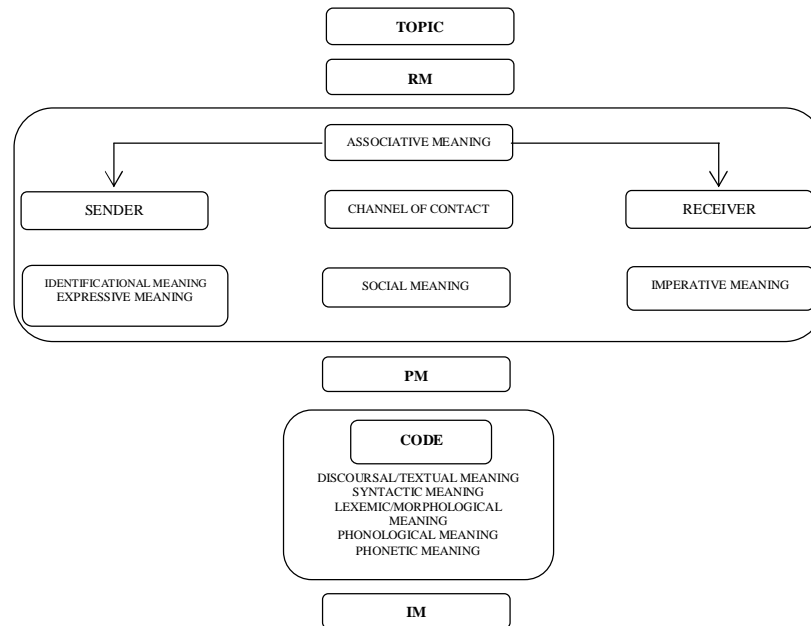 TOPIC
RM
ASSOCIATIVE MEANING
SENDER
CHANNEL OF CONTACT
RECEIVER
IDENTIFICATIONAL MEANING
EXPRESSIVE MEANING
SOCIAL MEANING
IMPERATIVE MEANING
PM
CODE
DISCOURSAL/TEXTUAL MEANING
SYNTACTIC MEANING
LEXEMIC/MORPHOLOGICAL
MEANING
PHONOLOGICAL MEANING
PHONETIC MEANING
IM